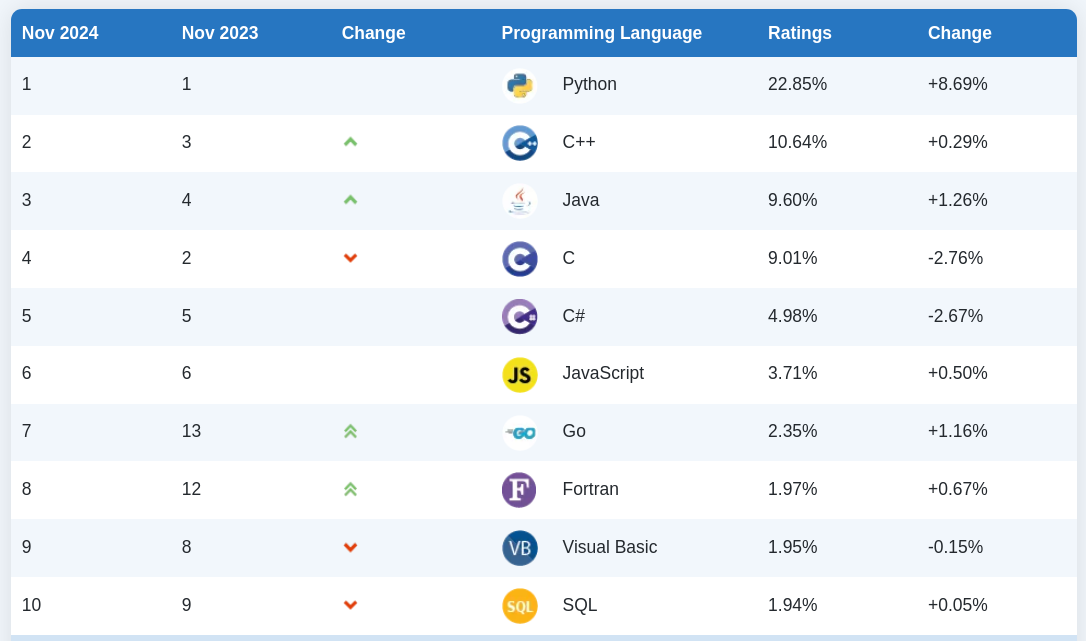 Nov 2024 Nov 2023 Change Programming Language Ratings Change
1 1 Python 22.85% +8.69%
2 3 C++ C++ 10.64% +0.29%
3 4 Java 9.60% +1.26%
4 2 C C 9.01% -2.76%
5 5 C# C# 4.98% -2.67%
6 6 JS JavaScript 3.71% +0.50%
7 13 GO Go 2.35% +1.16%
8 12 F Fortran 1.97% +0.67%
9 8 VB Visual Basic 1.95% -0.15%
10 9 SQL SQL 1.94% +0.05%